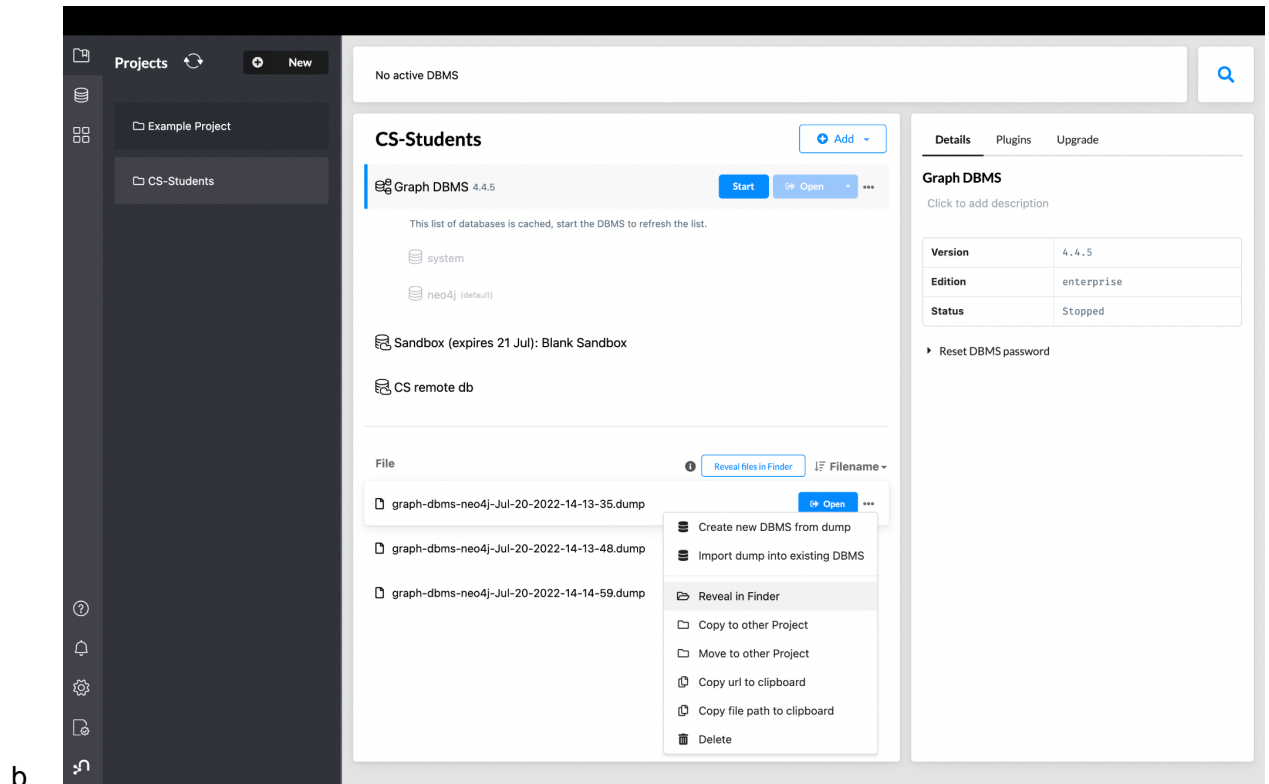 Projects
New
Example Project
CS-Students
No active DBMS
CS-Students
Add
Graph DBMS 4.4.5
Start
Open
This list of databases is cached, start the DBMS to refresh the list.
system
neo4j (default)
Sandbox (expires 21 Jul): Blank Sandbox
CS remote db
File
Reveal files in Finder
Filename
graph-dbms-neo4j-Jul-20-2022-14-13-35.dump
Open
graph-dbms-neo4j-Jul-20-2022-14-13-48.dump
graph-dbms-neo4j-Jul-20-2022-14-14-59.dump
Create new DBMS from dump
Import dump into existing DBMS
Reveal in Finder
Copy to other Project
Move to other Project
Copy url to clipboard
Copy file path to clipboard
Delete
Details Plugins Upgrade
Graph DBMS
Click to add description
Version 4.4.5
Edition enterprise
Status Stopped
Reset DBMS password
b